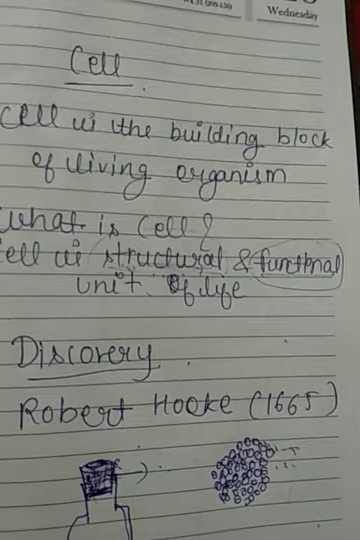 Wednesday
Cell
Cell is the building block
of living organism
What is Cell?
Cell is structural & functional
unit of life
Discovery
Robert Hooke (1665)